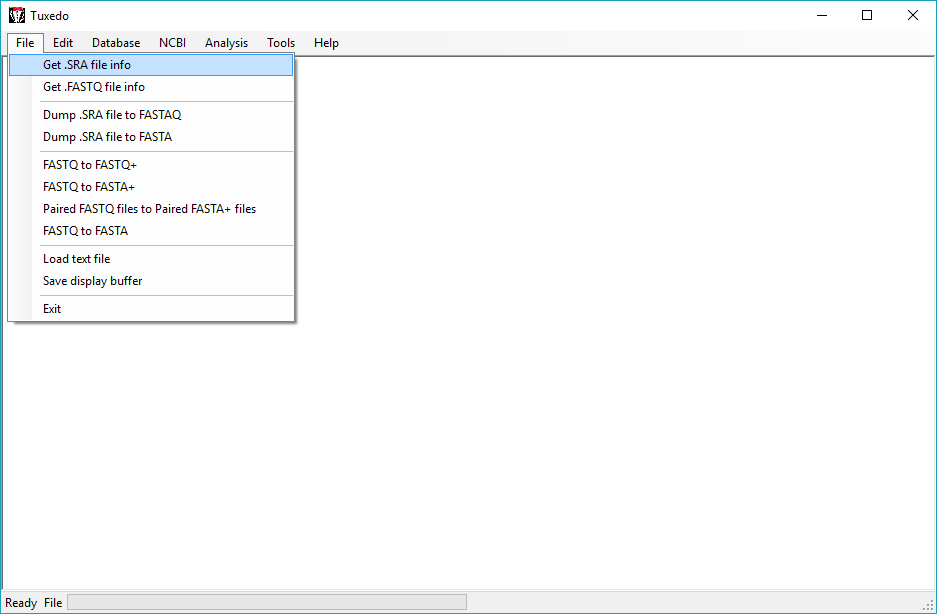 Tuxedo
File Edit Database NCBI Analysis Tools Help
Get .SRA file info
Get .FASTQ file info
Dump .SRA file to FASTAQ
Dump .SRA file to FASTA
FASTQ to FASTQ+
FASTQ to FASTA+
Paired FASTQ files to Paired FASTA+ files
FASTQ to FASTA
Load text file
Save display buffer
Exit
Ready File